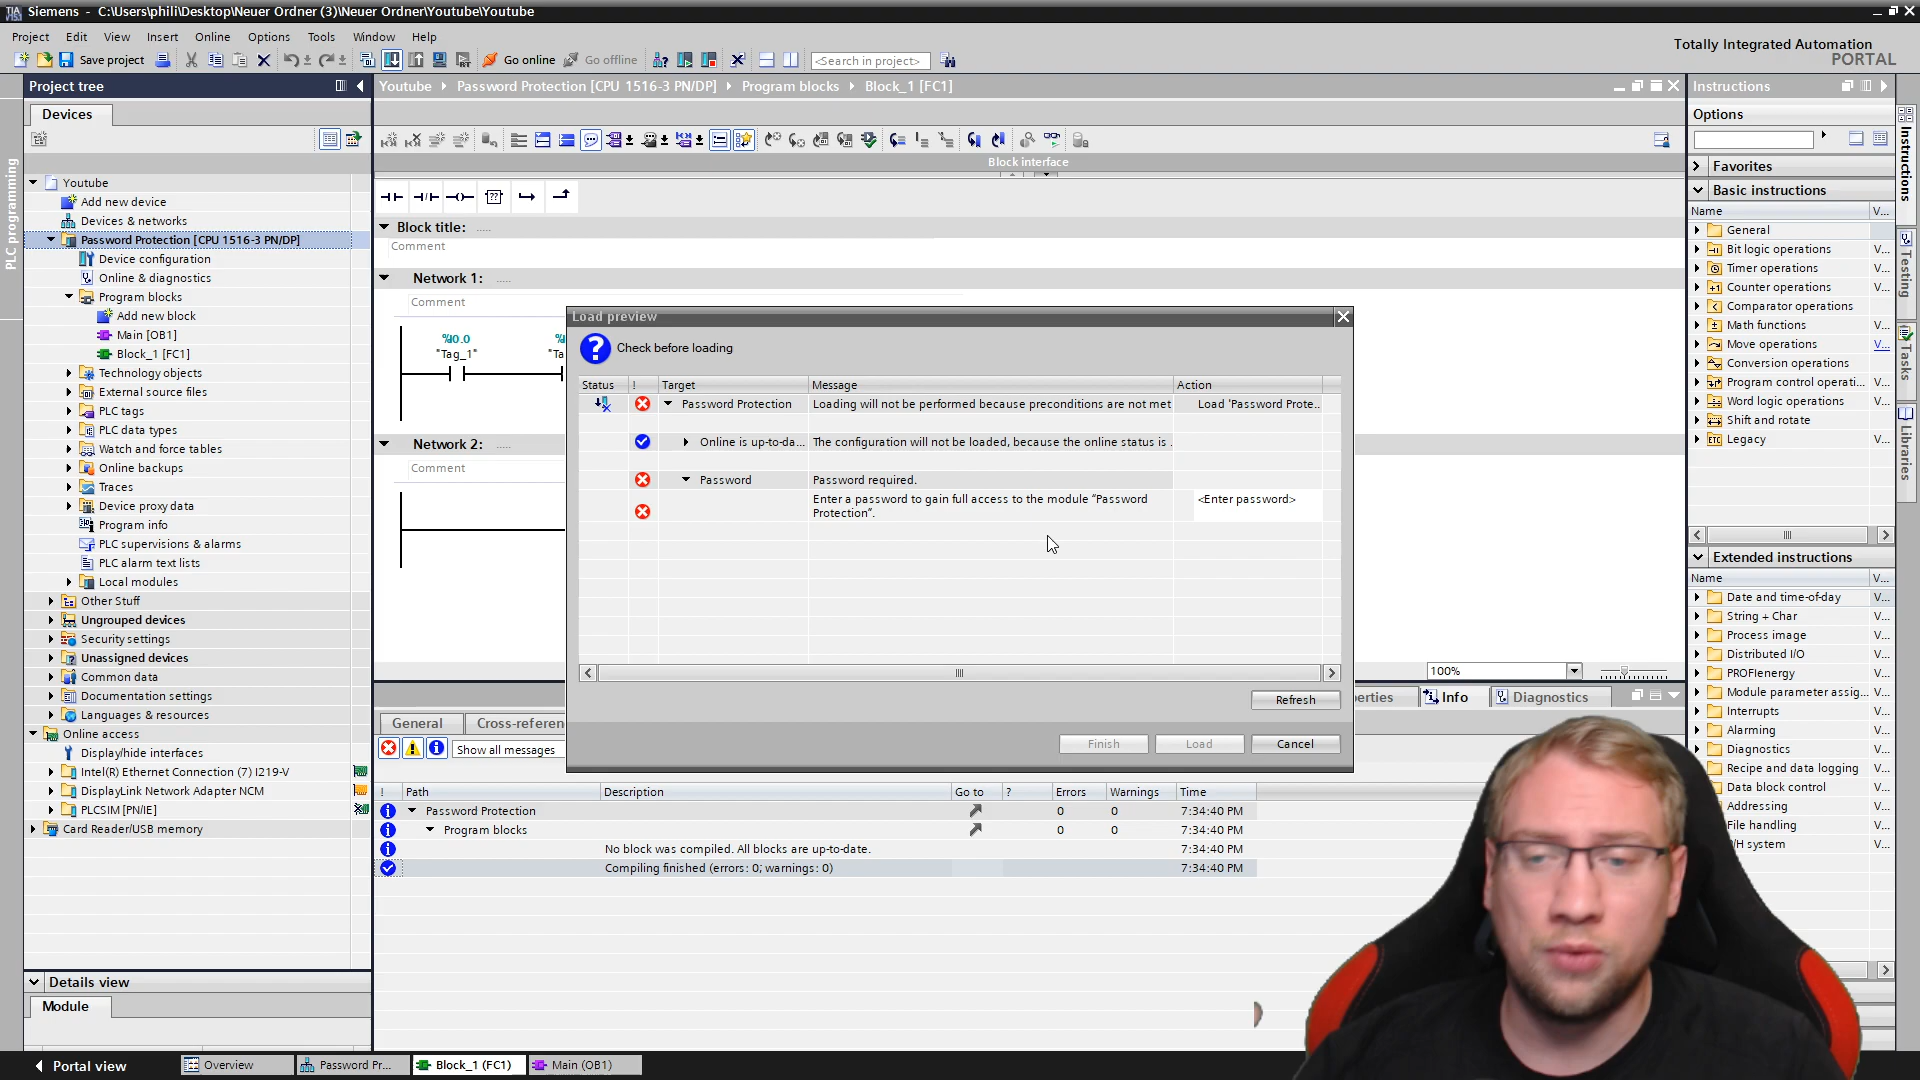 Siemens - C:\Users\phili\Desktop\Neuer Ordner (3)\Neuer Ordner\Youtube\Youtube
Project Edit View Insert Online Options Tools Window Help
Totally Integrated Automation
PORTAL
Save project
Go online
Go offline
<Search in project>
Project tree
Youtube
Password Protection [CPU 1516-3 PN/DP]
Program blocks
Block_1 [FC1]
Instructions
Devices
Options
PLC programming
Block interface
Youtube
Add new device
Devices & networks
Password Protection [CPU 1516-3 PN/DP]
Device configuration
Online & diagnostics
Program blocks
Add new block
Main [OB1]
Block_1 [FC1]
Technology objects
External source files
PLC tags
PLC data types
Watch and force tables
Online backups
Traces
Device proxy data
Program info
PLC supervisions & alarms
PLC alarm text lists
Local modules
Other Stuff
Ungrouped devices
Security settings
Unassigned devices
Common data
Documentation settings
Languages & resources
Online access
Display/hide interfaces
Intel(R) Ethernet Connection (7) I219-V
DisplayLink Network Adapter NCM
PLCSIM [PN/IE]
Card Reader/USB memory
Details view
Module
Block title: .....
Comment
Network 1: .....
Comment
%I0.0
"Tag_1"
"Ta
Network 2: .....
Comment
100%
Load preview
Check before loading
Status ! Target Message Action
Password Protection Loading will not be performed because preconditions are not met Load 'Password Prote..
Online is up-to-da... The configuration will not be loaded, because the online status is .
Password Password required.
Enter a password to gain full access to the module “Password
Protection”.
<Enter password>
Refresh
Finish
Load
Cancel
perties
Info
Diagnostics
General
Cross-referen
Show all messages
! Path Description Go to ? Errors Warnings Time
Password Protection 0 0 7:34:40 PM
Program blocks 0 0 7:34:40 PM
No block was compiled. All blocks are up-to-date. 7:34:40 PM
Compiling finished (errors: 0; warnings: 0) 7:34:40 PM
Favorites
Basic instructions
Name V...
General
Bit logic operations V...
Timer operations V...
Counter operations V...
Comparator operations
Math functions V...
Move operations V...
Conversion operations V...
Program control operati... V...
Word logic operations V...
Shift and rotate V...
Legacy V...
Extended instructions
Name V...
Date and time-of-day V...
String + Char V...
Process image V...
Distributed I/O V...
PROFIenergy V...
Module parameter assig... V...
Interrupts V...
Alarming V...
Diagnostics V...
Recipe and data logging V...
Data block control V...
Addressing V...
File handling V...
/H system V...
Instructions
Testing
Tasks
Libraries
Portal view
Overview
Password Pr...
Block_1 (FC1)
Main (OB1)